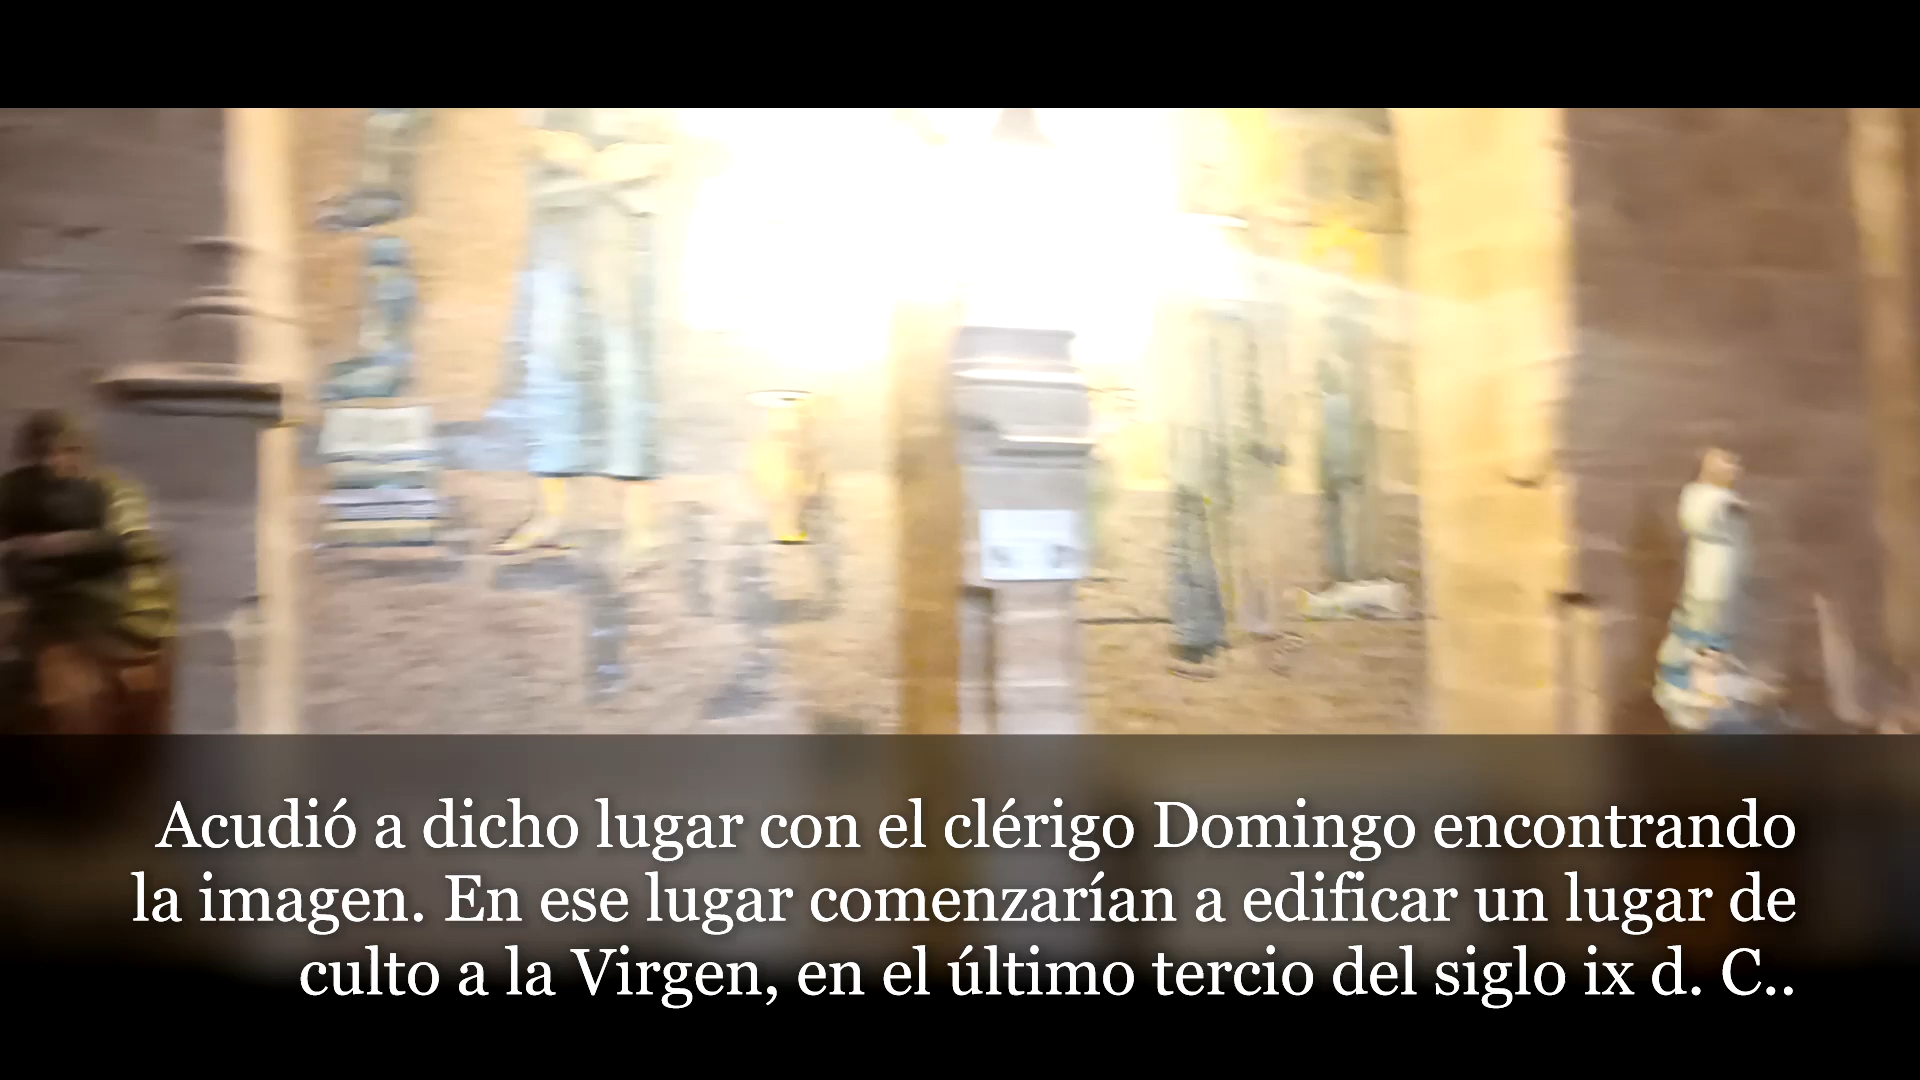 Acudió a dicho lugar con el clérigo Domingo encontrando
la imagen. En ese lugar comenzarían a edificar un lugar de
culto a la Virgen, en el último tercio del siglo ix d. C..